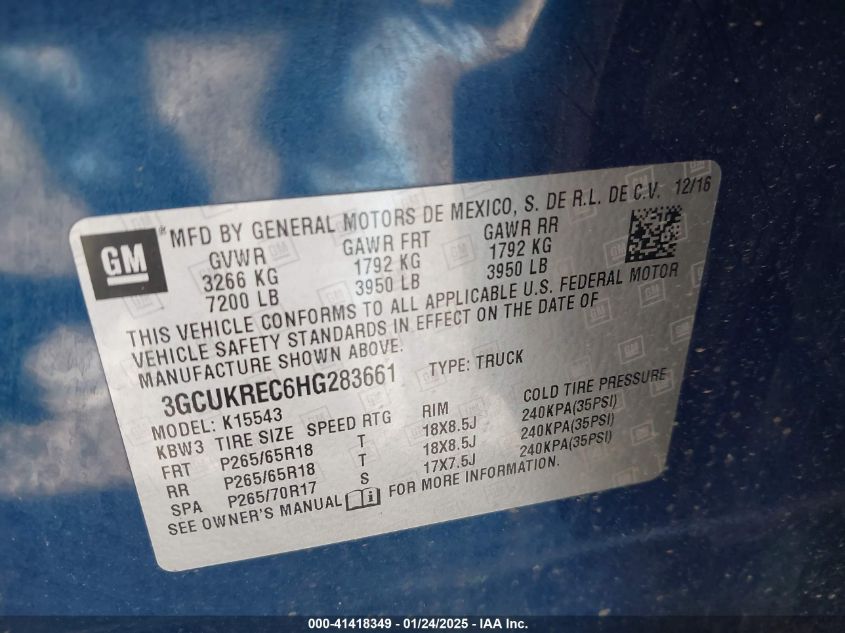 GM
®MFD BY GENERAL MOTORS DE MEXICO, S. DE R.L. DE C.V. 12/16
GVWR GAWR FRT GAWR RR
3266 KG 1792 KG 1792 KG
7200 LB 3950 LB 3950 LB
THIS VEHICLE CONFORMS TO ALL APPLICABLE U.S. FEDERAL MOTOR
VEHICLE SAFETY STANDARDS IN EFFECT ON THE DATE OF
MANUFACTURE SHOWN ABOVE.
3GCUKREC6HG283661 TYPE: TRUCK
MODEL: K15543
KBW3 TIRE SIZE SPEED RTG RIM COLD TIRE PRESSURE
FRT P265/65R18 T 18X8.5J 240KPA(35PSI)
RR P265/65R18 T 18X8.5J 240KPA(35PSI)
SPA P265/70R17 S 17X7.5J 240KPA(35PSI)
SEE OWNER'S MANUAL i FOR MORE INFORMATION.
000-41418349 — 01/24/2025 — IAA Inc.